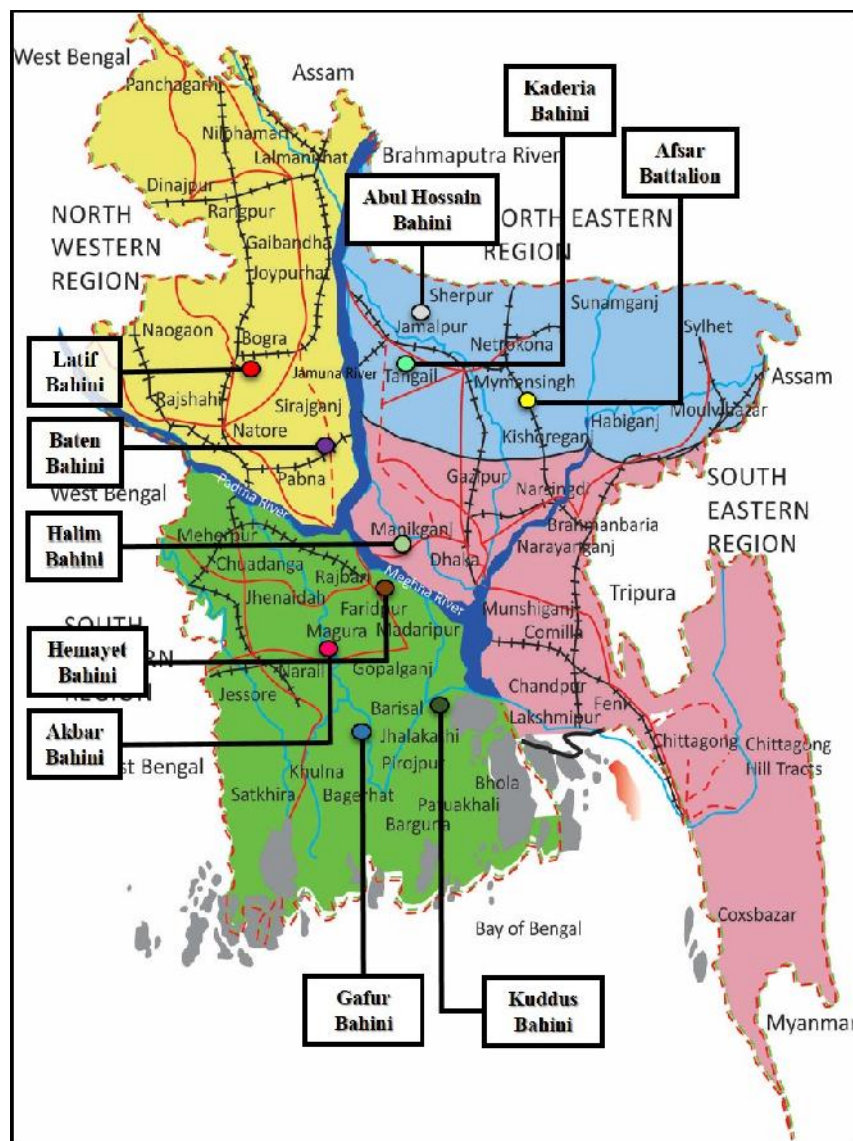 West Bengal
Assam
Panchagarh
Kaderia
Bahini
Nilphamari
Lalmanirhat
Brahmaputra River
Afsar
Battalion
Dinajpur
Rangpur
Abul Hossain
Bahini
NORTH
WESTERN
REGION
NORTH EASTERN
REGION
Gaibandha
Joypurhat
Sherpur
Jamalpur
Sunamganj
Naogaon
Bogra
Netrokona
Sylhet
Latif
Bahini
Jamuna River
Tangail
Mymensingh
Assam
Rajshahi
Sirajganj
Moulvibazar
Habiganj
Natore
Kishoreganj
Baten
Bahini
Pabna
Gazipur
West Bengal
Padma River
Narsingdi
SOUTH
EASTERN
REGION
Halim
Bahini
Meherpur
Manikganj
Brahmanbaria
Chuadanga
Dhaka
Narayanganj
Rajbari
Meghna River
Jhenaidah
Faridpur
Munshiganj
Tripura
SOUTH
Hemayet
Bahini
Magura
Madaripur
Comilla
Narail
Gopalganj
Jessore
Chandpur
Feni
Barisal
Lakshmipur
Akbar
Bahini
Jhalakathi
Chittagong
Chittagong
Hill Tracts
Khulna
Pirojpur
Bhola
Satkhira
Bagerhat
Patuakhali
Barguna
Bay of Bengal
Coxsbazar
Gafur
Bahini
Kuddus
Bahini
Myanmar